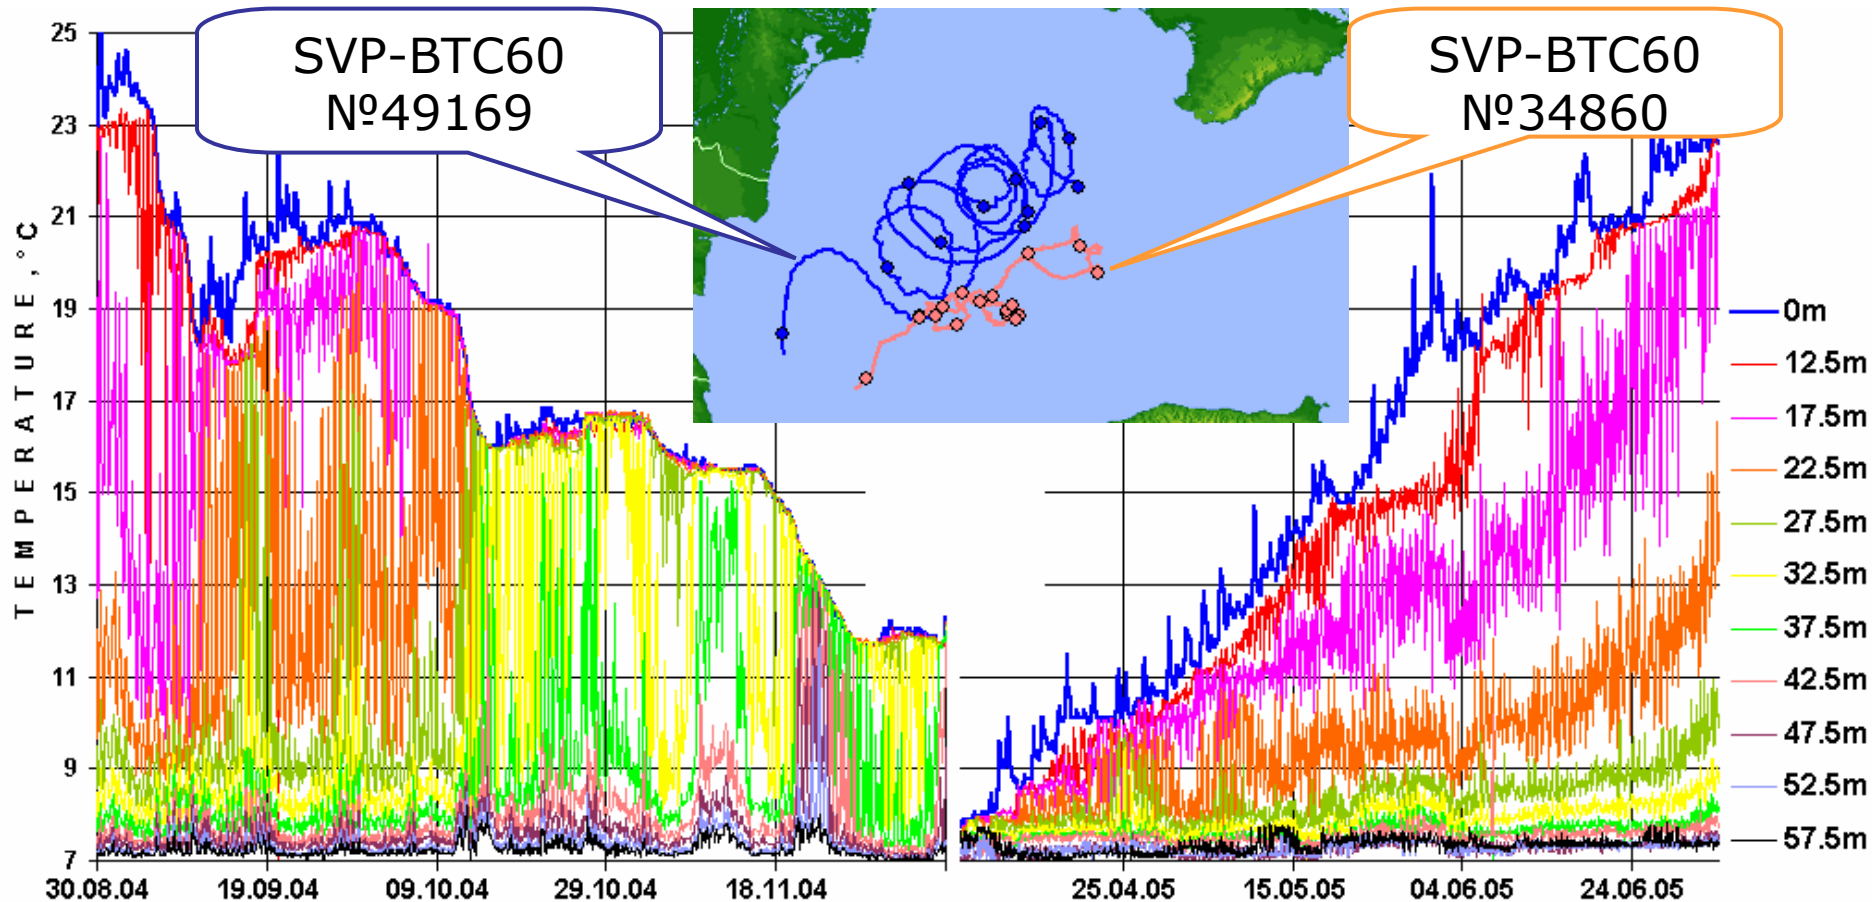 SVP-BTC60
№49169
SVP-BTC60
№34860
TEMPERATURE,°C
25
23
21
19
17
15
13
11
9
7
30.08.04
19.09.04
09.10.04
29.10.04
18.11.04
25.04.05
15.05.05
04.06.05
24.06.05
0m
12.5m
17.5m
22.5m
27.5m
32.5m
37.5m
42.5m
47.5m
52.5m
57.5m